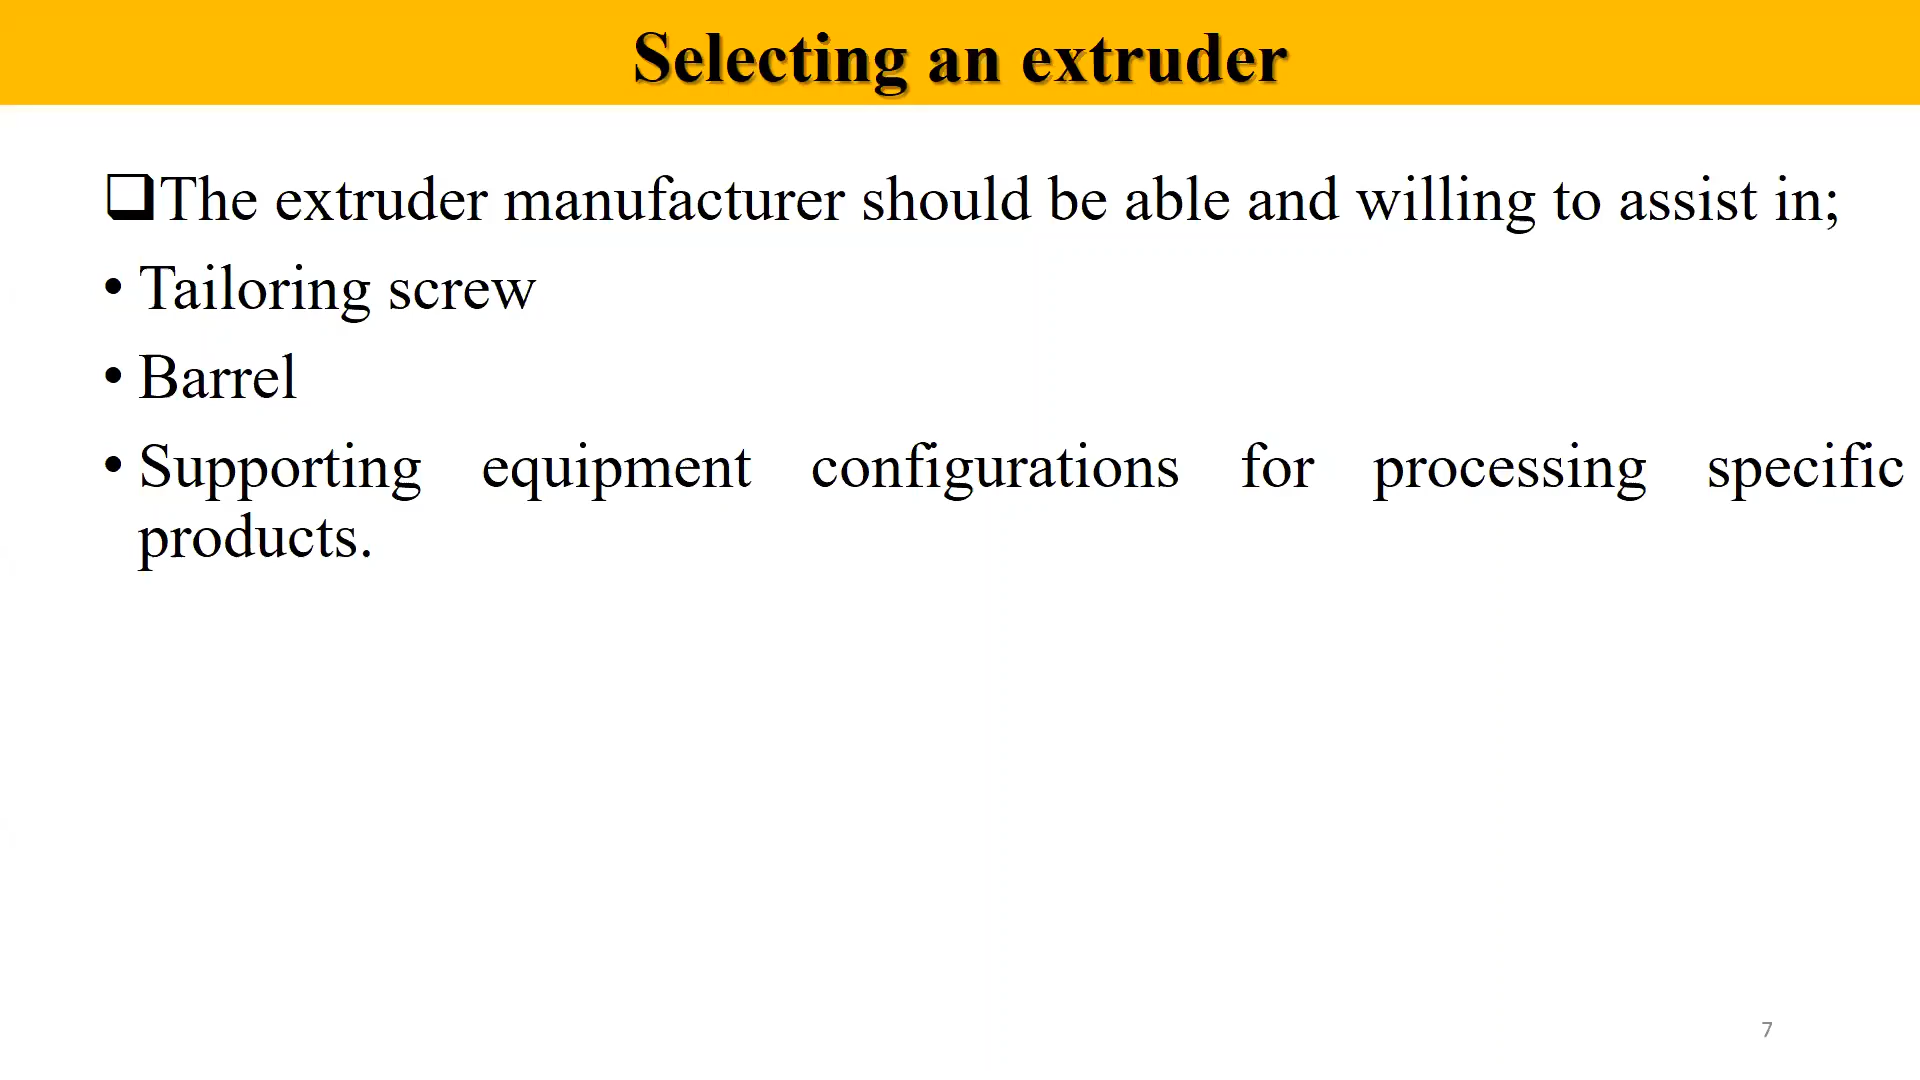 Selecting an extruder
❑The extruder manufacturer should be able and willing to assist in;
• Tailoring screw
• Barrel
• Supporting equipment configurations for processing specific
products.
7